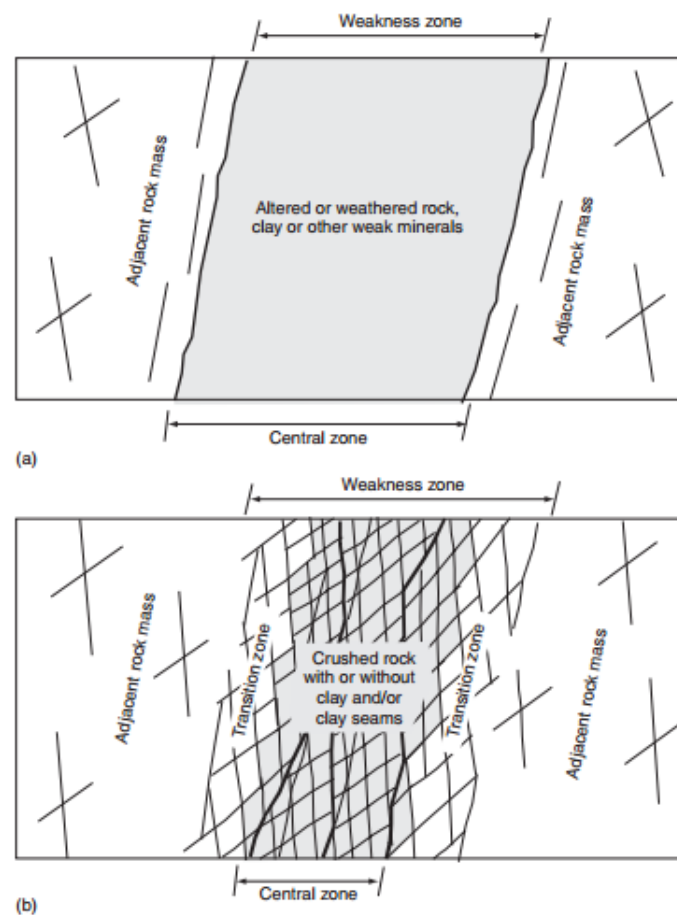 Weakness zone
Adjacent rock mass
Altered or weathered rock,
clay or other weak minerals
Adjacent rock mass
Central zone
(a)
Weakness zone
Adjacent rock mass
Transition zone
Crushed rock
with or without
clay and/or
clay seams
Transition zone
Adjacent rock mass
Central zone
(b)